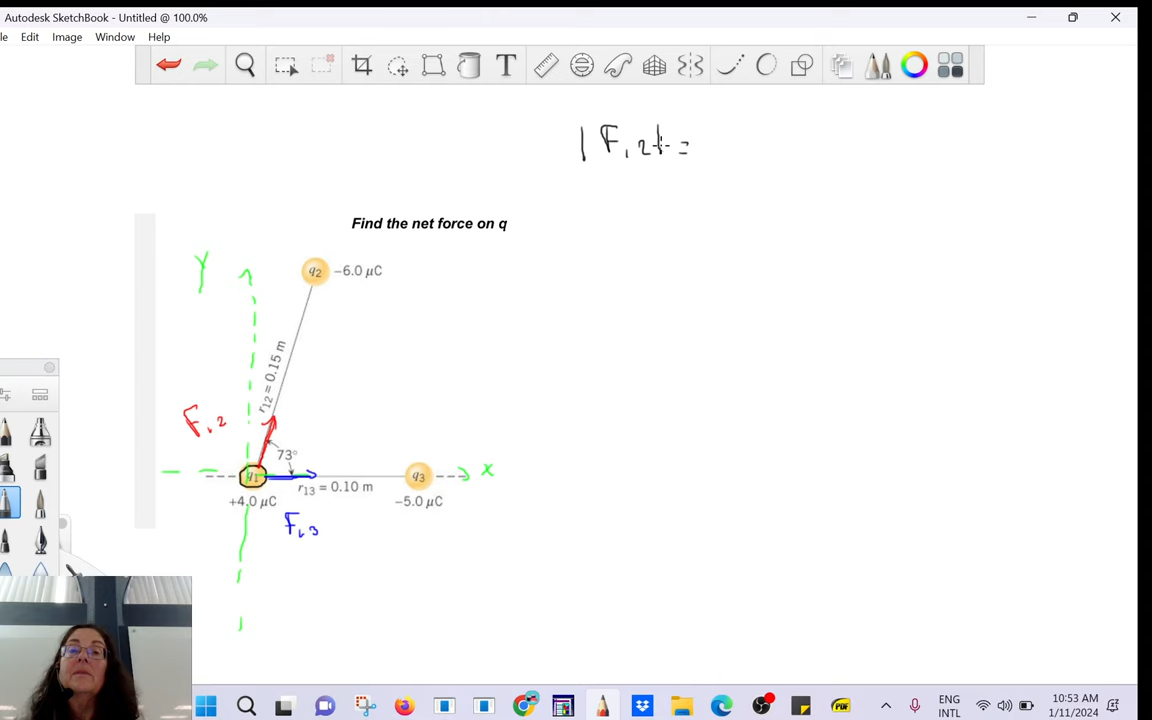 Autodesk SketchBook - Untitled @ 100.0%
le Edit Image Window Help
T
|F12| =
Find the net force on q
Y
q2 −6.0 μC
r12 = 0.15 m
F12
73°
q1 q3 x
r13 = 0.10 m
+4.0 μC −5.0 μC
F13
PDF
ENG
INTL
10:53 AM
1/11/2024